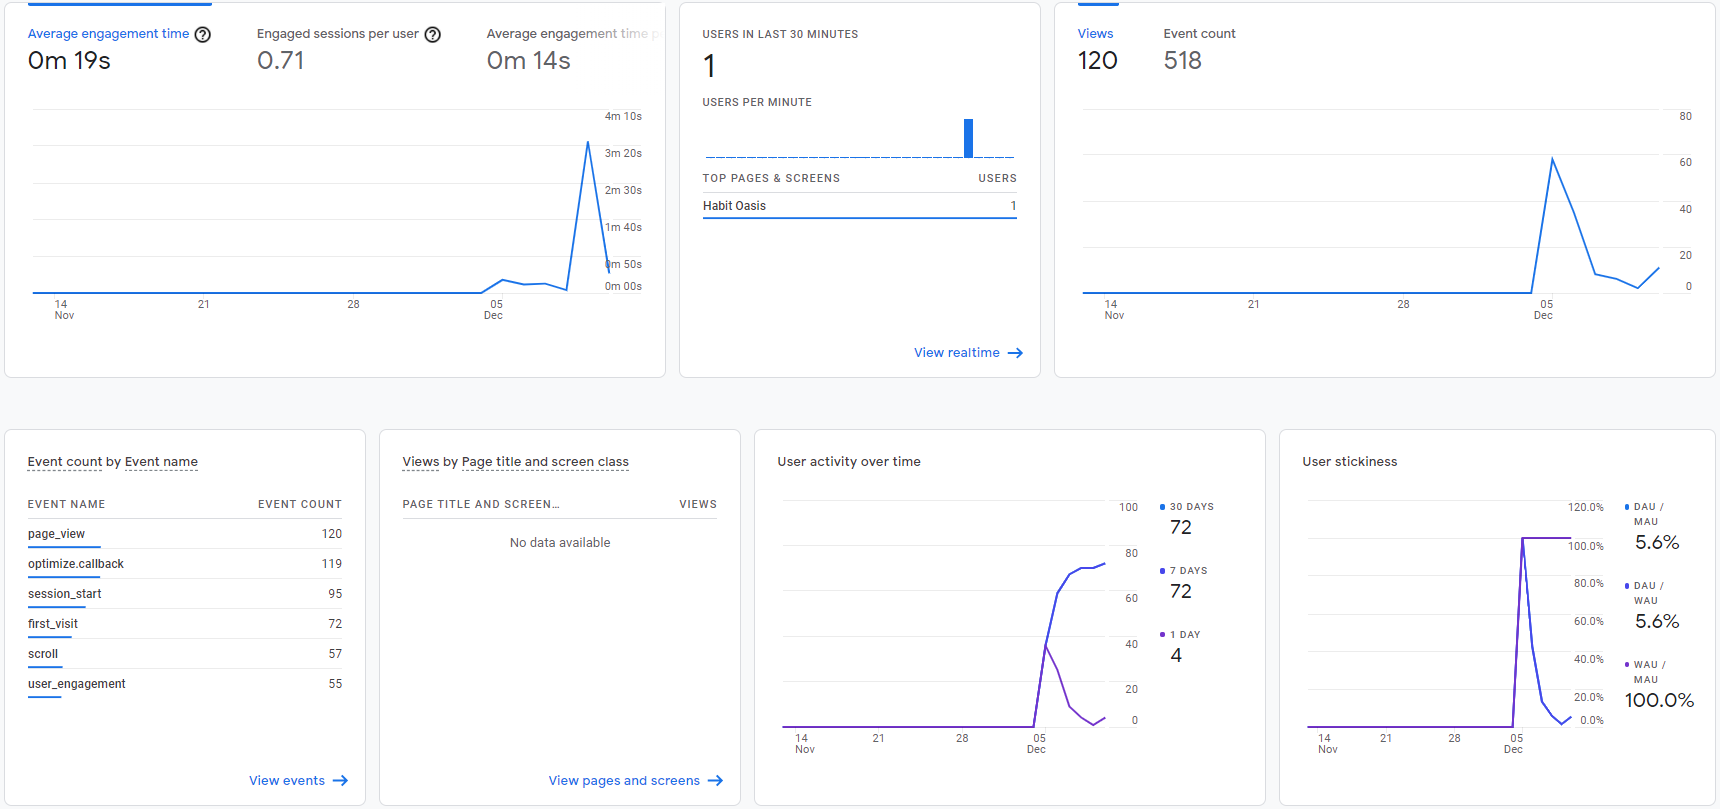 Average engagement time
0m 19s
Engaged sessions per user
0.71
Average engagement time p
0m 14s
4m 10s
3m 20s
2m 30s
1m 40s
0m 50s
0m 00s
14
Nov
21
28
05
Dec
USERS IN LAST 30 MINUTES
1
USERS PER MINUTE
TOP PAGES & SCREENS USERS
Habit Oasis 1
View realtime
Views
120
Event count
518
80
60
40
20
0
14
Nov
21
28
05
Dec
Event count by Event name
EVENT NAME EVENT COUNT
page_view 120
optimize.callback 119
session_start 95
first_visit 72
scroll 57
user_engagement 55
View events
Views by Page title and screen class
PAGE TITLE AND SCREEN… VIEWS
No data available
View pages and screens
User activity over time
100
80
60
40
20
0
14
Nov
21
28
05
Dec
30 DAYS
72
7 DAYS
72
1 DAY
4
User stickiness
120.0%
100.0%
80.0%
60.0%
40.0%
20.0%
0.0%
14
Nov
21
28
05
Dec
DAU /
MAU
5.6%
DAU /
WAU
5.6%
WAU /
MAU
100.0%